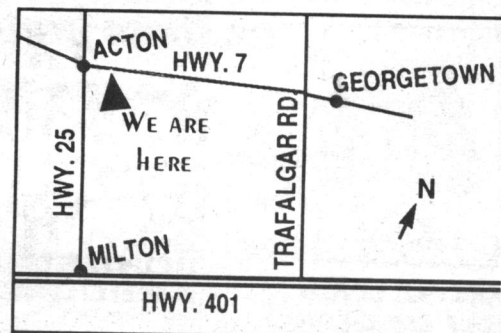 ACTON
HWY. 7
GEORGETOWN
WE ARE
HERE
HWY. 25
TRAFALGAR RD.
N
MILTON
HWY. 401